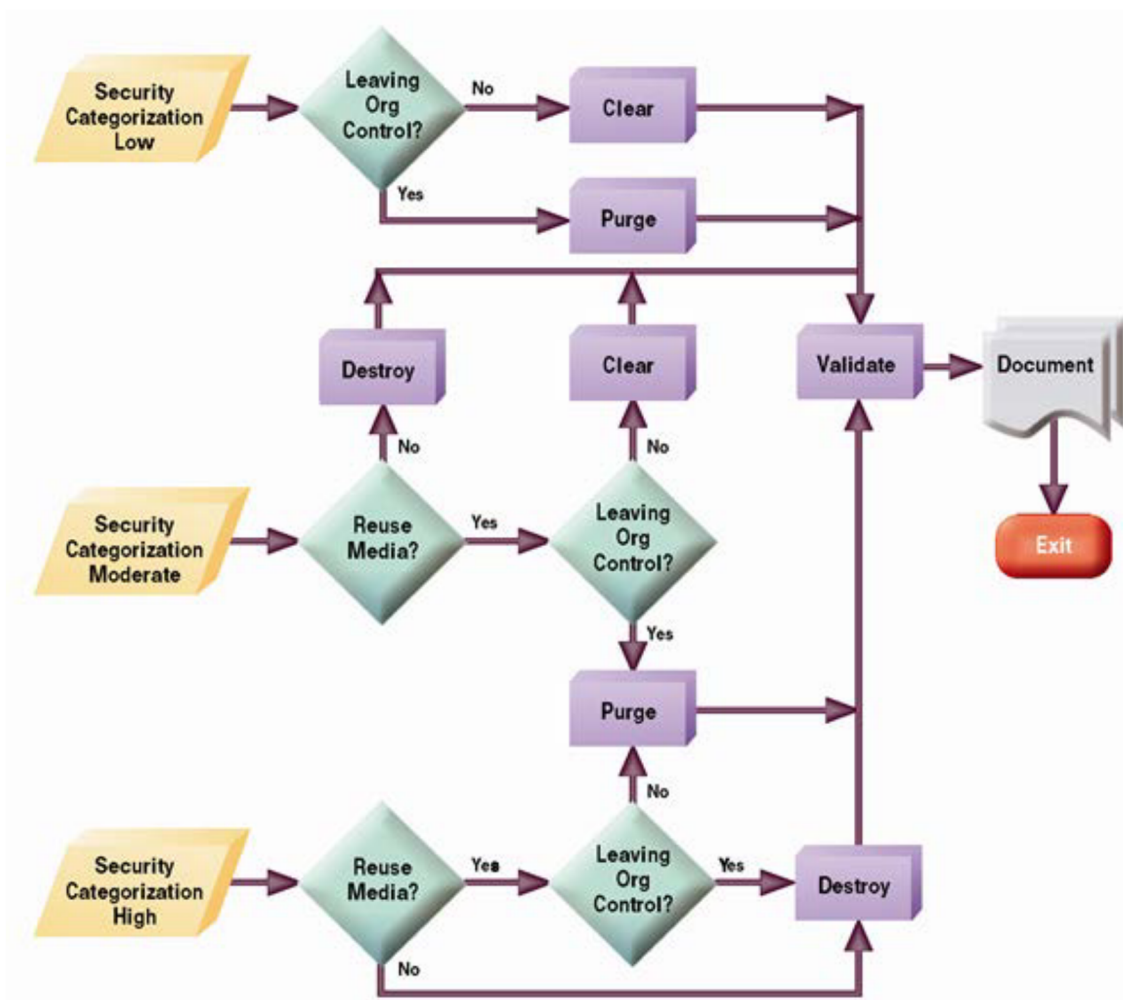 Security
Categorization
Low
Leaving
Org
Control?
No
Clear
Yes
Purge
Destroy
Clear
Validate
Document
No
No
Security
Categorization
Moderate
Reuse
Media?
Yes
Leaving
Org
Control?
Exit
Yes
Purge
No
Security
Categorization
High
Reuse
Media?
Yes
Leaving
Org
Control?
Yes
Destroy
No